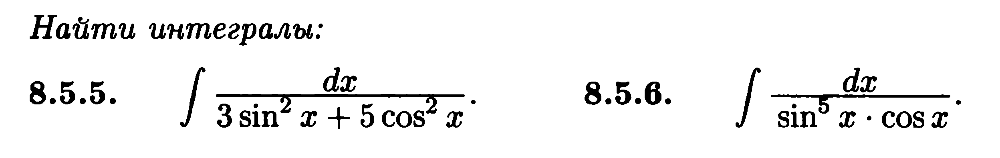 Найти интегралы:
8.5.5. ∫ dx / (3 sin² x + 5 cos² x). 8.5.6. ∫ dx / (sin⁵ x · cos x).